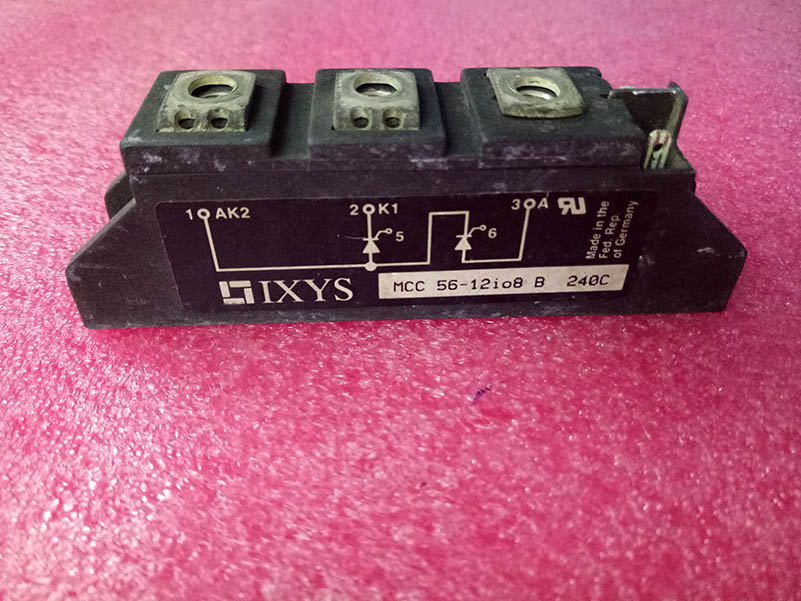 1 AK2
2 K1
3 A
5
6
Made in the
Fed. Rep.
of Germany
IXYS
MCC 56-12io8 B 240C